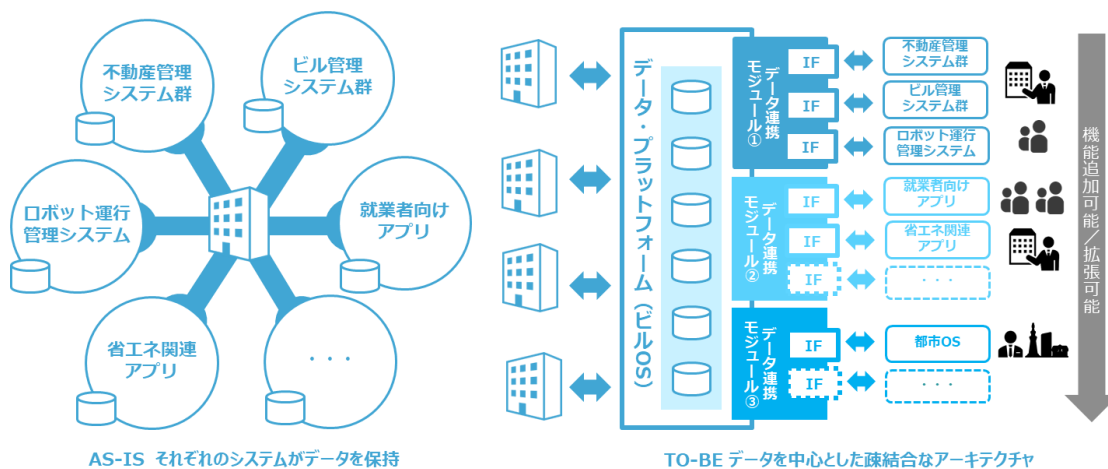 不動産管理
システム群
ビル管理
システム群
ロボット運行
管理システム
就業者向け
アプリ
省エネ関連
アプリ
・・・
AS-IS それぞれのシステムがデータを保持
データ・プラットフォーム（ビルOS）
データ連携
モジュール①
IF
IF
IF
不動産管理
システム群
ビル管理
システム群
ロボット運行
管理システム
データ連携
モジュール②
IF
IF
IF
就業者向け
アプリ
省エネ関連
アプリ
・・・
データ連携
モジュール③
IF
IF
都市OS
・・・
機能追加可能／拡張可能
TO-BE データを中心とした疎結合なアーキテクチャ